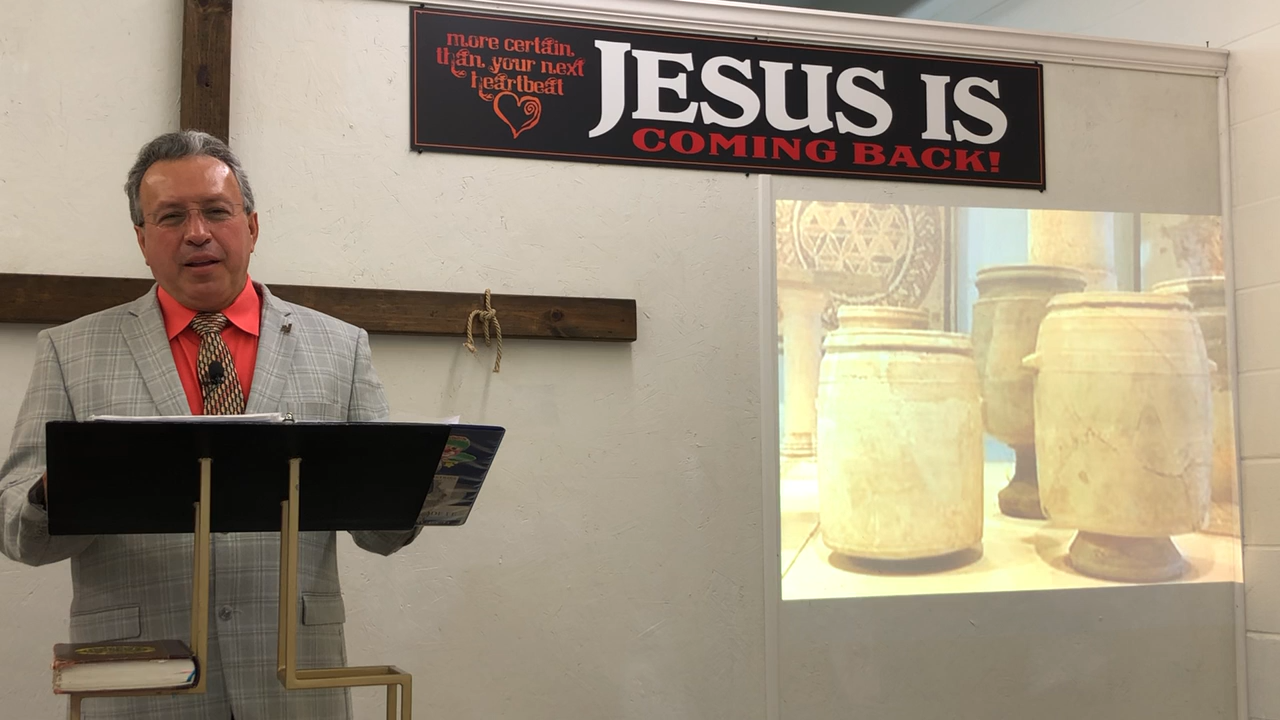 more certain
than your next
heartbeat
JESUS IS
COMING BACK!